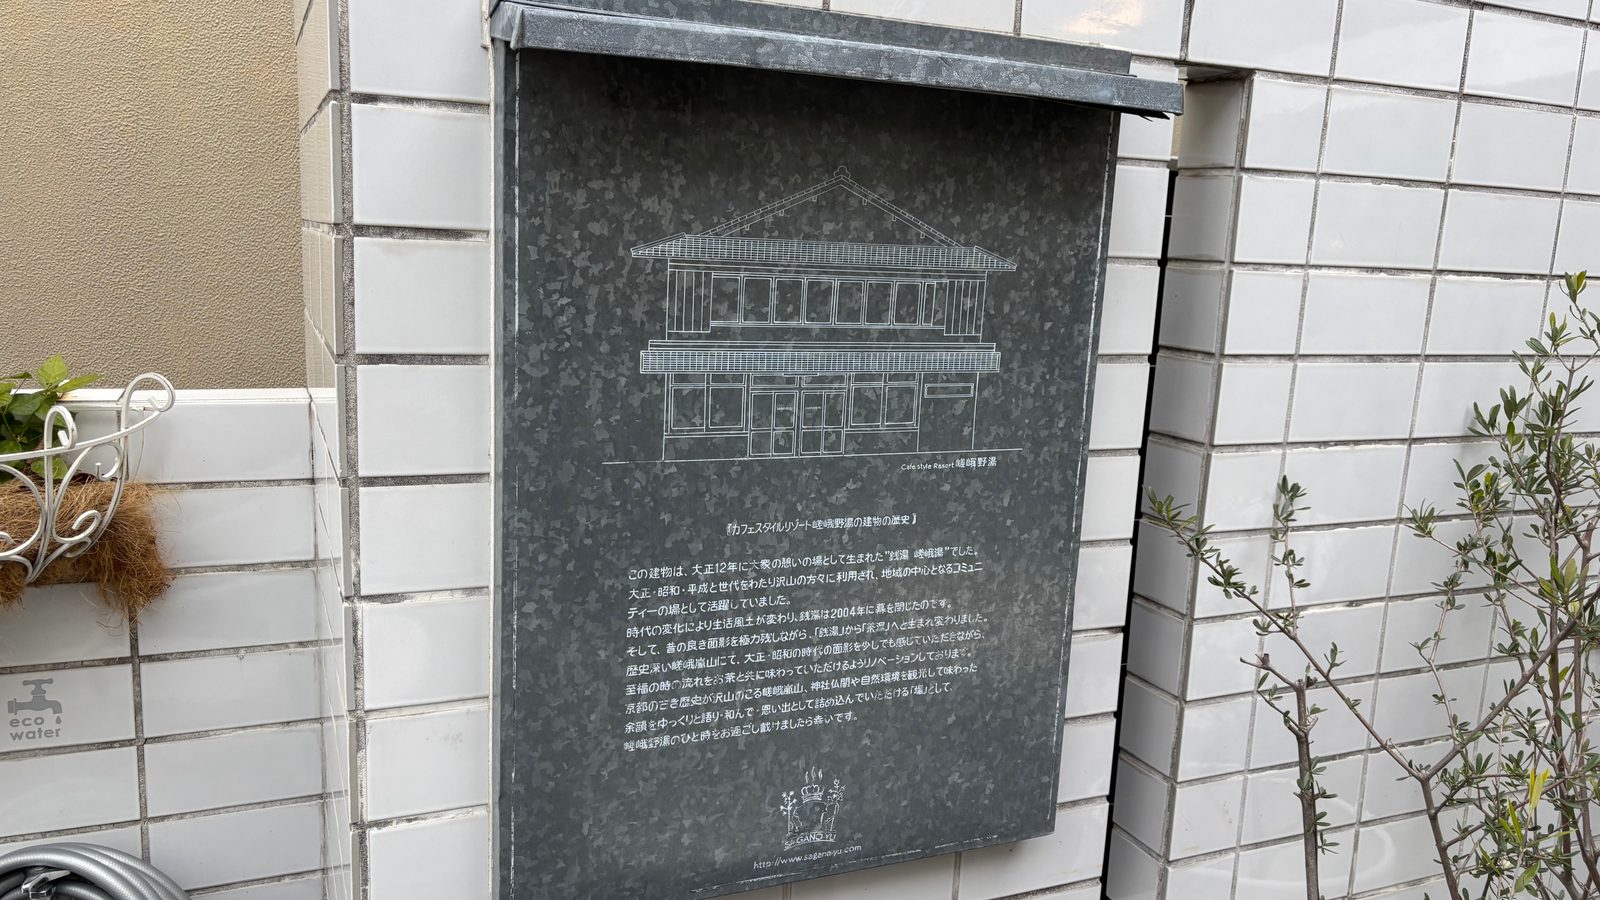 Cafe style Resort 嵯峨野湯
《カフェスタイルリゾート嵯峨野湯の建物の歴史》
この建物は、大正12年に大衆の憩いの場として生まれた"銭湯 嵯峨湯"でした。
大正・昭和・平成と世代をわたり沢山の方々に利用され、地域の中心となるコミュニ
ティーの場として活躍していました。
時代の変化により生活風土が変わり、銭湯は2004年に幕を閉じたのです。
そして、昔の良き面影を極力残しながら、「銭湯」から「茶湯」へと生まれ変わりました。
歴史深い嵯峨嵐山にて、大正・昭和の時代の面影を少しでも感じていただきながら、
至福の時の流れをお茶と共に味わっていただけるようリノベーションしております。
京都の古き歴史が沢山のこる嵯峨嵐山、神社仏閣や自然環境を観光して味わった
余韻をゆっくりと語り・和んで・思い出として詰め込んでいただける「場」として、
嵯峨野湯のひと時をお過ごし戴けましたら幸いです。
SAGANO-YU
http://www.sagano-yu.com
eco
water